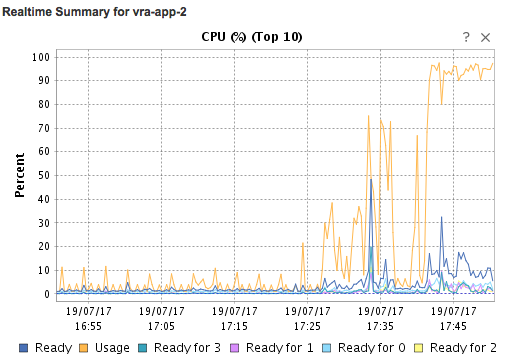 Realtime Summary for vra-app-2
CPU (%) (Top 10)
? ×
Percent
100
90
80
70
60
50
40
30
20
10
0
19/07/17 19/07/17 19/07/17 19/07/17 19/07/17 19/07/17
16:55 17:05 17:15 17:25 17:35 17:45
Ready Usage Ready for 3 Ready for 1 Ready for 0 Ready for 2